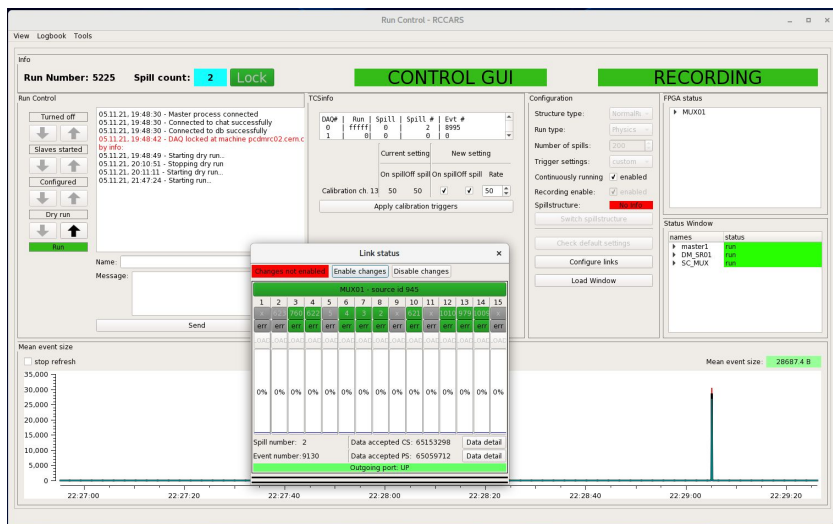 Run Control - RCCARS
View Logbook Tools
Info
Run Number: 5225 Spill count: 2 Lock CONTROL GUI RECORDING
Run Control
Turned off
Slaves started
Configured
Dry run
Run
05.11.21, 19:48:30 - Master process connected
05.11.21, 19:48:30 - Connected to chat successfully
05.11.21, 19:48:30 - Connected to db successfully
05.11.21, 19:48:42 - DAQ locked at machine pcdmrc02.cern.c
by info:
05.11.21, 19:48:49 - Starting dry run..
05.11.21, 20:10:51 - Stopping dry run
05.11.21, 20:11:11 - Starting dry run..
05.11.21, 21:47:24 - Starting run..
Name:
Message:
Send
TCSinfo
DAQ# | Run | Spill | Spill # | Evt #
0 | fffff| 0 | 2 | 8995
1 | 0| 0 | 0 | 0
Current setting New setting
On spill Off spill On spill Off spill Rate
Calibration ch. 13 50 50 50
Apply calibration triggers
Configuration
Structure type:
Run type: Physics
Number of spills: 200
Trigger settings: custom
Continuously running enabled
Recording enable: enabled
Spillstructure: No info
Switch spillstructure
Check default settings
Configure links
Load Window
FPGA status
MUX01
Status Window
names status
master1 run
DM_SR01 run
SC_MUX run
Link status
Changes not enabled Enable changes Disable changes
MUX01 - source id 945
1 2 3 4 5 6 7 8 9 10 11 12 13 14 15
760 622 4 3 2 621 1010 979 1009
err err err err err err err err err err err err err err err
0% 0% 0% 0% 0% 0% 0% 0% 0% 0% 0% 0% 0% 0% 0%
Spill number: 2 Data accepted CS: 65153298 Data detail
Event number: 9130 Data accepted PS: 65059712 Data detail
Outgoing port: UP
Mean event size
stop refresh
Mean event size: 28687.4 B
35,000
30,000
25,000
20,000
15,000
10,000
5,000
0
22:27:00 22:27:20 22:27:40 22:28:00 22:28:20 22:28:40 22:29:00 22:29:20